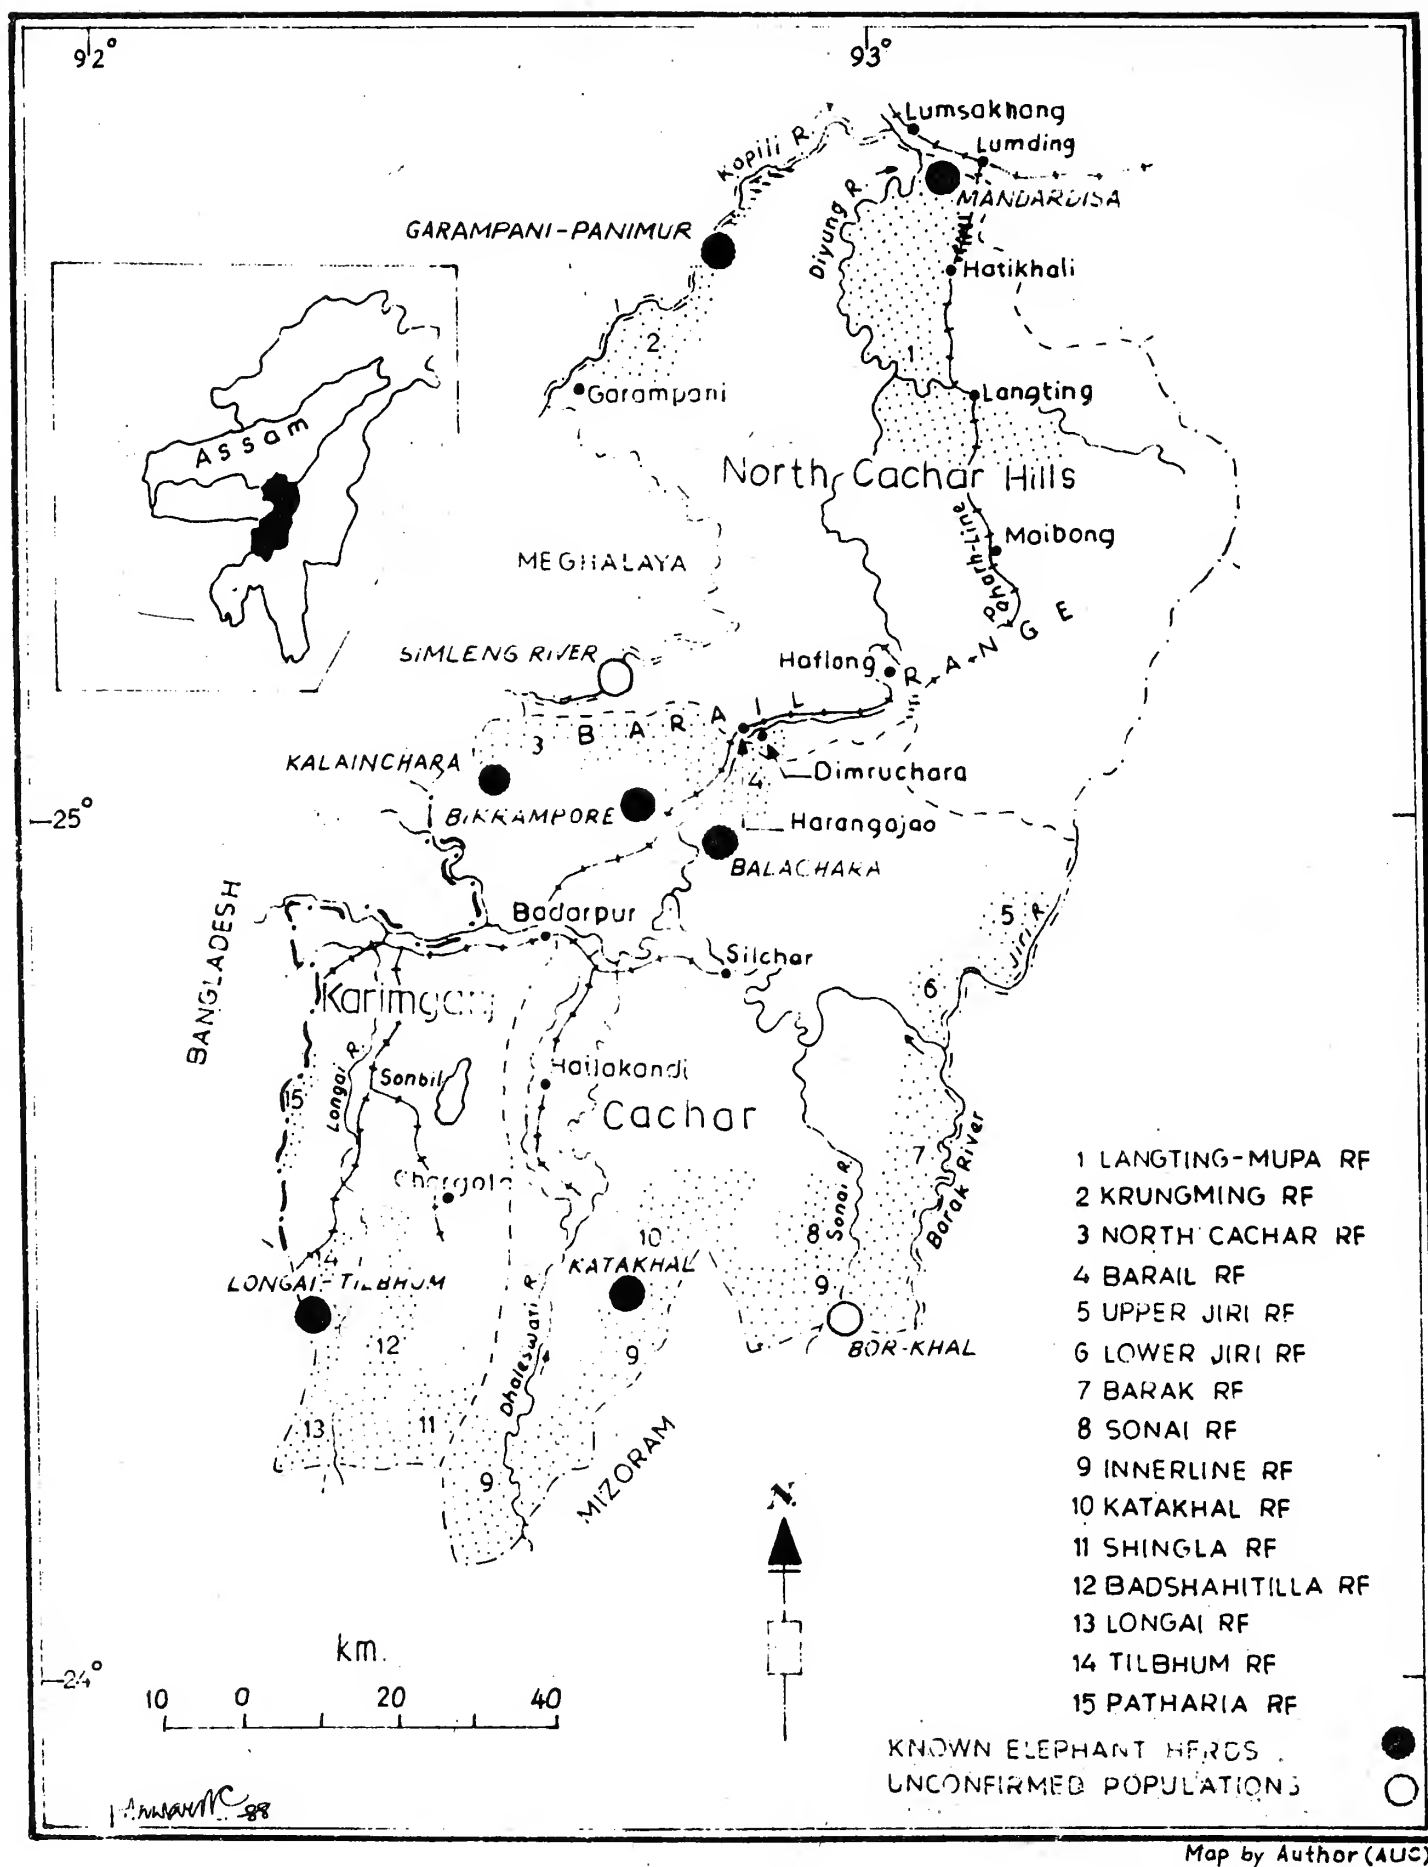 92°
93°
Lumsakhang
Lumding
Kopili R.
MANDARDISA
Diyung R.
GARAMPANI-PANIMUR
Hatikhali
2
1
Garampani
Langting
Assam
North Cachar Hills
Maibong
Pahar-Line
MEGHALAYA
SIMLENG RIVER
Haflong
BARAIL RANGE
3
KALAINCHARA
Dimruchara
4
25°
BIKRAMPORE
Harangajao
BALACHARA
BANGLADESH
Badarpur
5
JIRI R.
Silchar
6
Karimganj
Longai R.
Sonbil
Hailakandi
15
Cachar
7
Barak River
Sonai R.
8
10
14
LONGAI-TILBHUM
KATAKHAL
9
BOR-KHAL
12
9
Dhaleswari R.
13
11
9
MIZORAM
N
1 LANGTING-MUPA RF
2 KRUNGMING RF
3 NORTH CACHAR RF
4 BARAIL RF
5 UPPER JIRI RF
6 LOWER JIRI RF
7 BARAK RF
8 SONAI RF
9 INNERLINE RF
10 KATAKHAL RF
11 SHINGLA RF
12 BADSHAHITILLA RF
13 LONGAI RF
14 TILBHUM RF
15 PATHARIA RF
24°
km.
10 0 20 40
KNOWN ELEPHANT HERDS
UNCONFIRMED POPULATIONS
88
Map by Author (AUC)